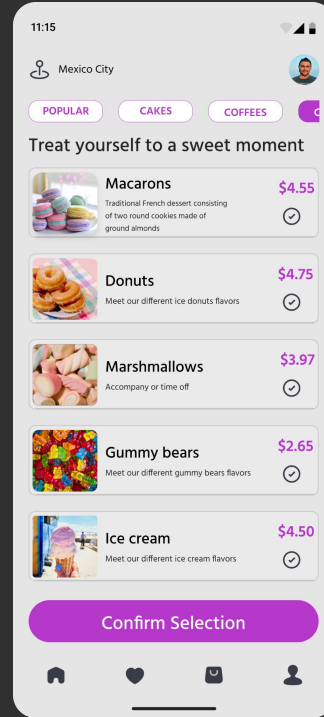 11:15
Mexico City
POPULAR
CAKES
COFFEES
Treat yourself to a sweet moment
Macarons
$4.55
Traditional French dessert consisting
of two round cookies made of
ground almonds
Donuts
$4.75
Meet our different ice donuts flavors
Marshmallows
$3.97
Accompany or time off
Gummy bears
$2.65
Meet our different gummy bears flavors
Ice cream
$4.50
Meet our different ice cream flavors
Confirm Selection